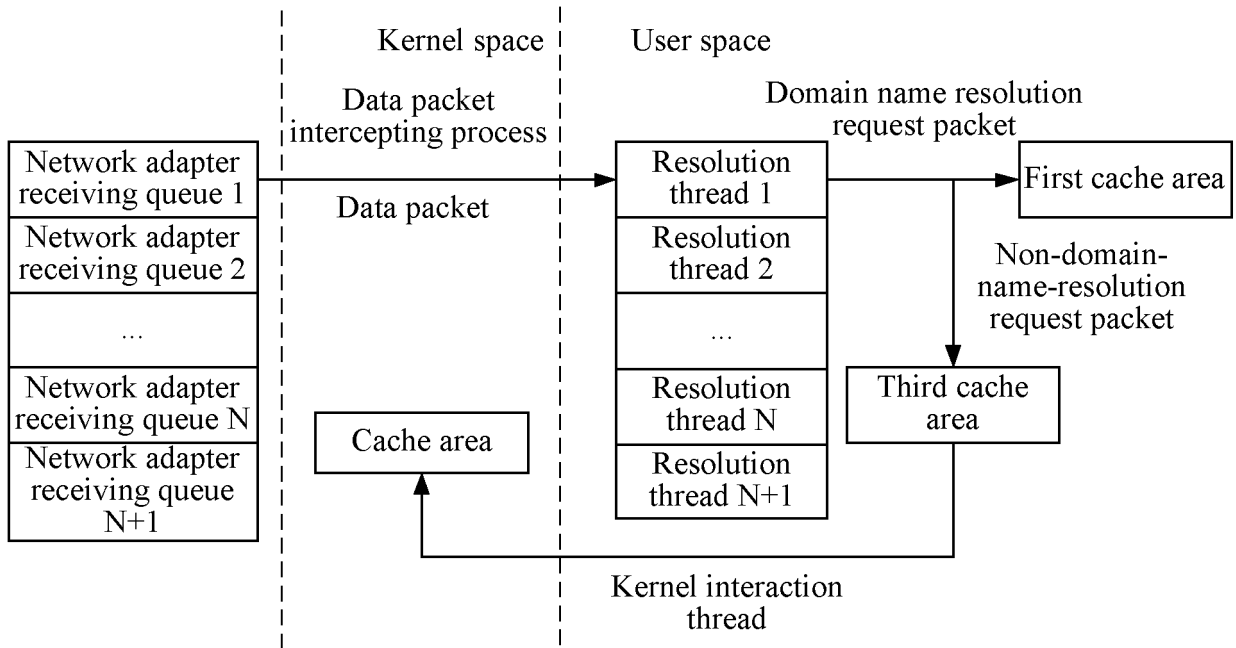 Kernel space
User space
Data packet
intercepting process
Domain name resolution
request packet
Network adapter
receiving queue 1
Data packet
Resolution
thread 1
First cache area
Network adapter
receiving queue 2
Resolution
thread 2
Non-domain-
name-resolution
request packet
...
...
Network adapter
receiving queue N
Cache area
Resolution
thread N
Third cache
area
Network adapter
receiving queue
N+1
Resolution
thread N+1
Kernel interaction
thread